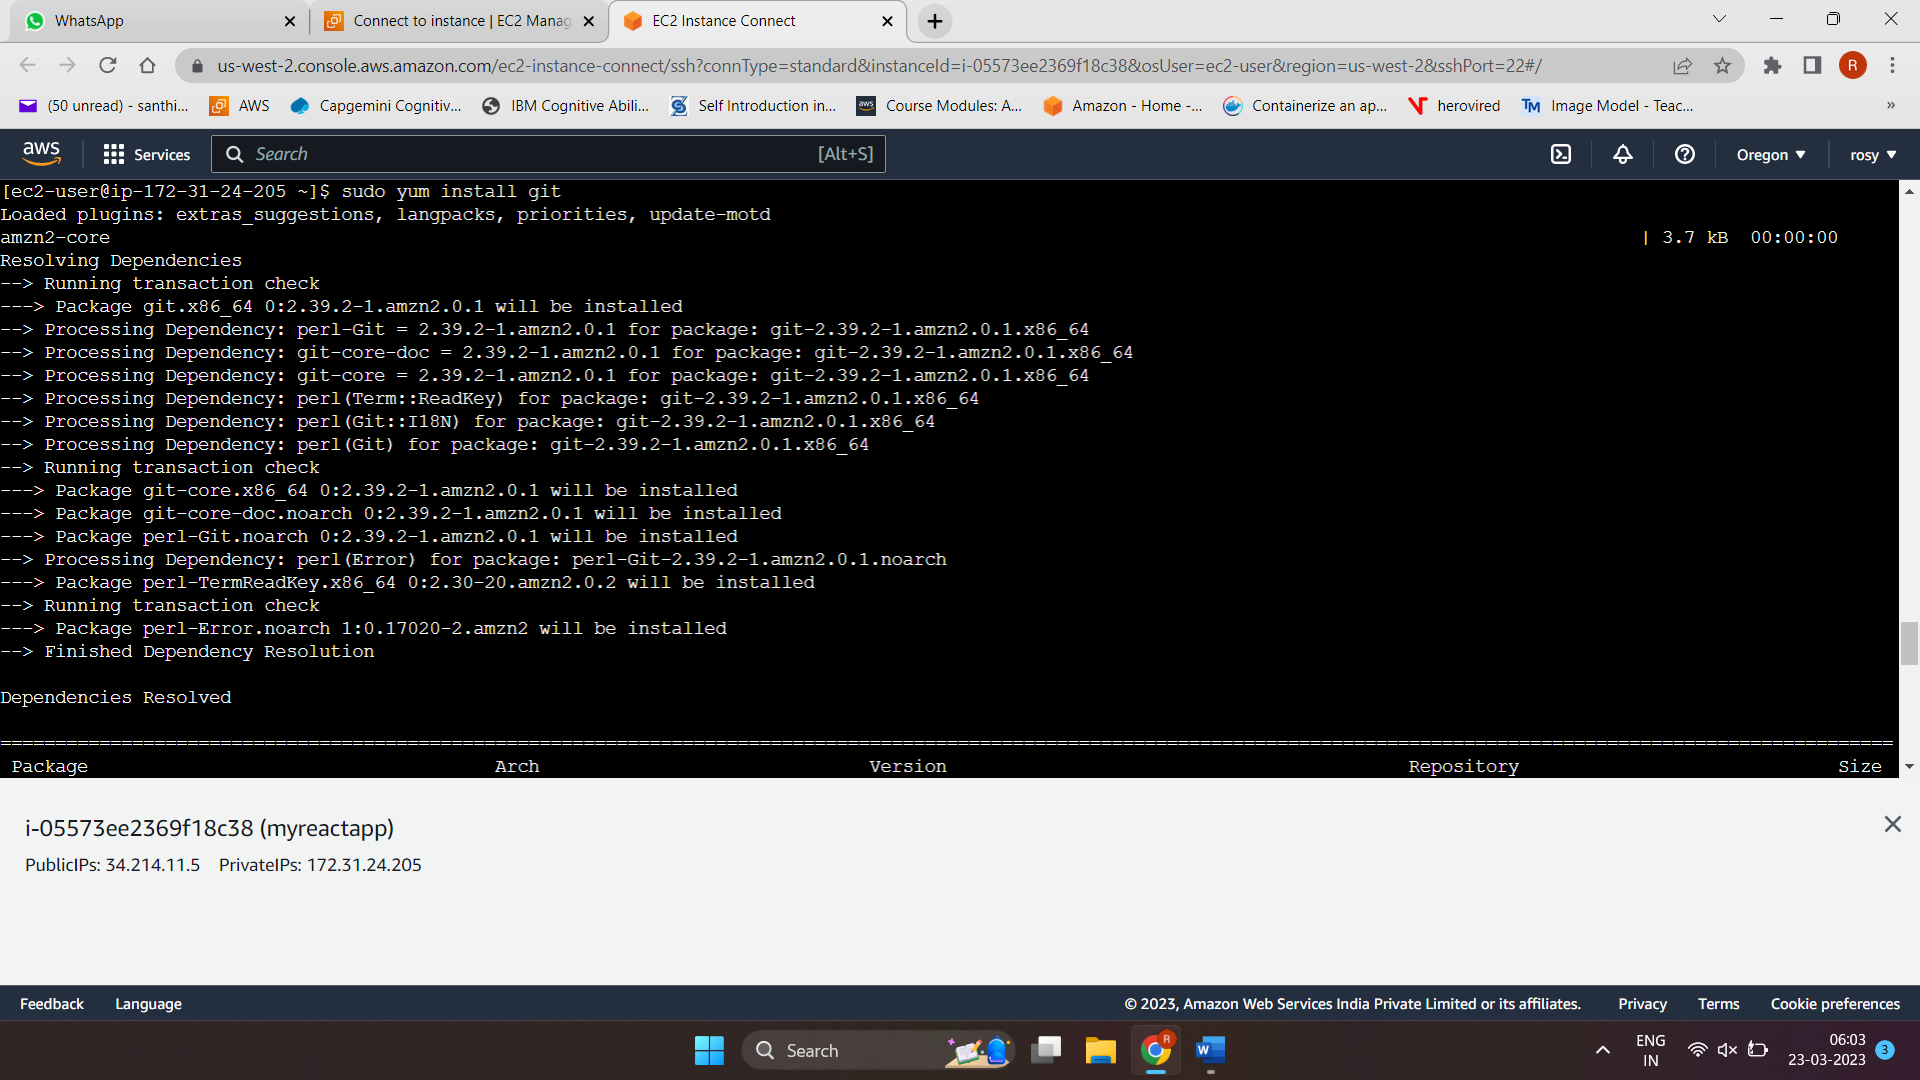 WhatsApp
Connect to instance | EC2 Manag
EC2 Instance Connect
us-west-2.console.aws.amazon.com/ec2-instance-connect/ssh?connType=standard&instanceId=i-05573ee2369f18c38&osUser=ec2-user&region=us-west-2&sshPort=22#/
R
(50 unread) - santhi...
AWS
Capgemini Cognitiv...
IBM Cognitive Abili...
Self Introduction in...
aws
Course Modules: A...
Amazon - Home -...
Containerize an ap...
herovired
TM
Image Model - Teac...
»
aws
Services
Search
[Alt+S]
Oregon
rosy
[ec2-user@ip-172-31-24-205 ~]$ sudo yum install git
Loaded plugins: extras_suggestions, langpacks, priorities, update-motd
amzn2-core | 3.7 kB 00:00:00
Resolving Dependencies
--> Running transaction check
---> Package git.x86_64 0:2.39.2-1.amzn2.0.1 will be installed
--> Processing Dependency: perl-Git = 2.39.2-1.amzn2.0.1 for package: git-2.39.2-1.amzn2.0.1.x86_64
--> Processing Dependency: git-core-doc = 2.39.2-1.amzn2.0.1 for package: git-2.39.2-1.amzn2.0.1.x86_64
--> Processing Dependency: git-core = 2.39.2-1.amzn2.0.1 for package: git-2.39.2-1.amzn2.0.1.x86_64
--> Processing Dependency: perl(Term::ReadKey) for package: git-2.39.2-1.amzn2.0.1.x86_64
--> Processing Dependency: perl(Git::I18N) for package: git-2.39.2-1.amzn2.0.1.x86_64
--> Processing Dependency: perl(Git) for package: git-2.39.2-1.amzn2.0.1.x86_64
--> Running transaction check
---> Package git-core.x86_64 0:2.39.2-1.amzn2.0.1 will be installed
---> Package git-core-doc.noarch 0:2.39.2-1.amzn2.0.1 will be installed
---> Package perl-Git.noarch 0:2.39.2-1.amzn2.0.1 will be installed
--> Processing Dependency: perl(Error) for package: perl-Git-2.39.2-1.amzn2.0.1.noarch
---> Package perl-TermReadKey.x86_64 0:2.30-20.amzn2.0.2 will be installed
--> Running transaction check
---> Package perl-Error.noarch 1:0.17020-2.amzn2 will be installed
--> Finished Dependency Resolution
Dependencies Resolved
Package Arch Version Repository Size
i-05573ee2369f18c38 (myreactapp)
PublicIPs: 34.214.11.5 PrivateIPs: 172.31.24.205
Feedback
Language
© 2023, Amazon Web Services India Private Limited or its affiliates.
Privacy
Terms
Cookie preferences
Search
R
W
ENG
IN
06:03
23-03-2023
3